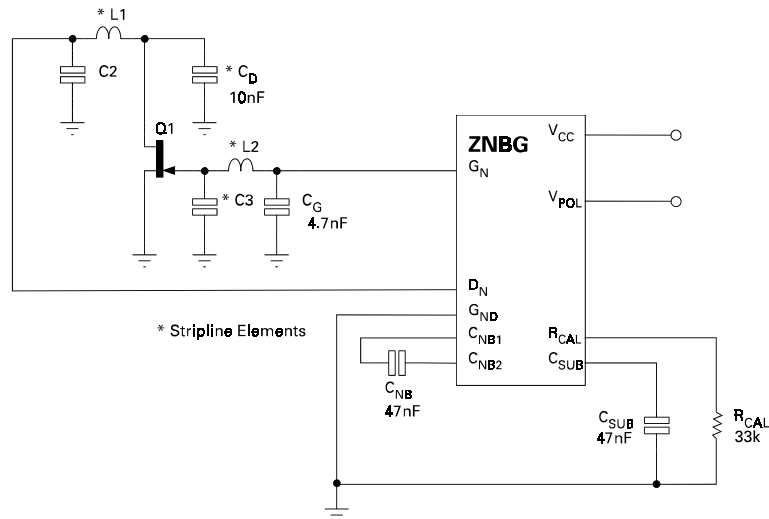 * L1
C2
* CD
10nF
Q1
* L2
* C3
CG
4.7nF
ZNBG
VCC
GN
VPOL
DN
GND
* Stripline Elements
CNB1
RCAL
CNB2
CSUB
CNB
47nF
CSUB
47nF
RCAL
33k